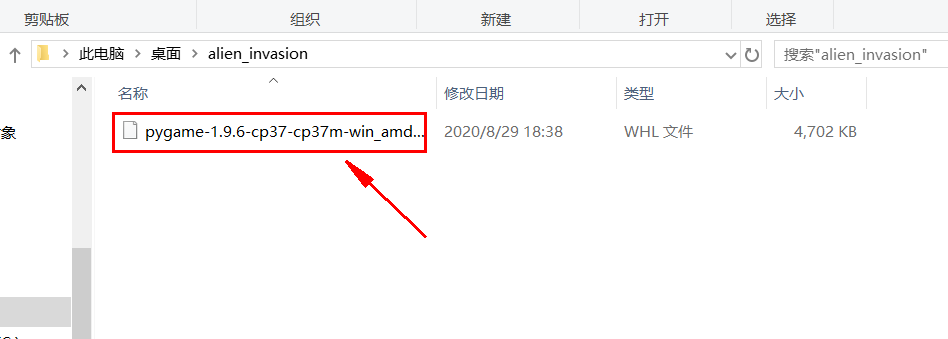 剪贴板 组织 新建 打开 选择
此电脑 桌面 alien_invasion 搜索"alien_invasion"
名称 修改日期 类型 大小
pygame-1.9.6-cp37-cp37m-win_amd... 2020/8/29 18:38 WHL 文件 4,702 KB
象